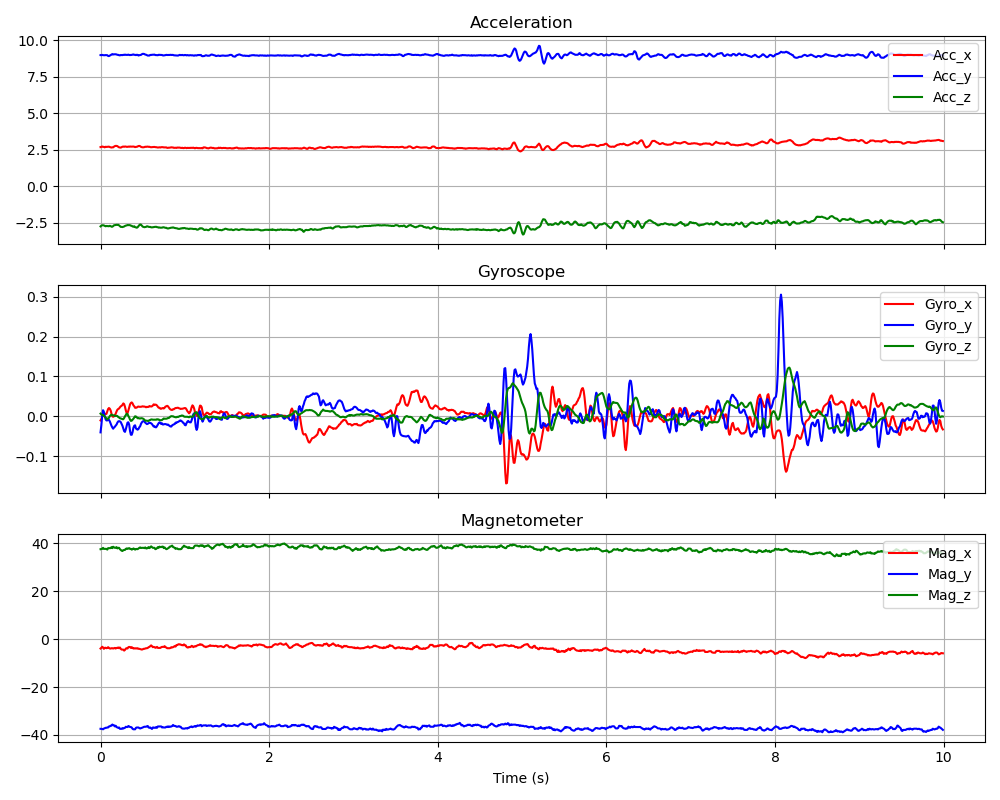 Acceleration
10.0
7.5
5.0
2.5
0.0
−2.5
Acc_x
Acc_y
Acc_z
Gyroscope
0.3
0.2
0.1
0.0
−0.1
Gyro_x
Gyro_y
Gyro_z
Magnetometer
40
20
0
−20
−40
Mag_x
Mag_y
Mag_z
0 2 4 6 8 10
Time (s)